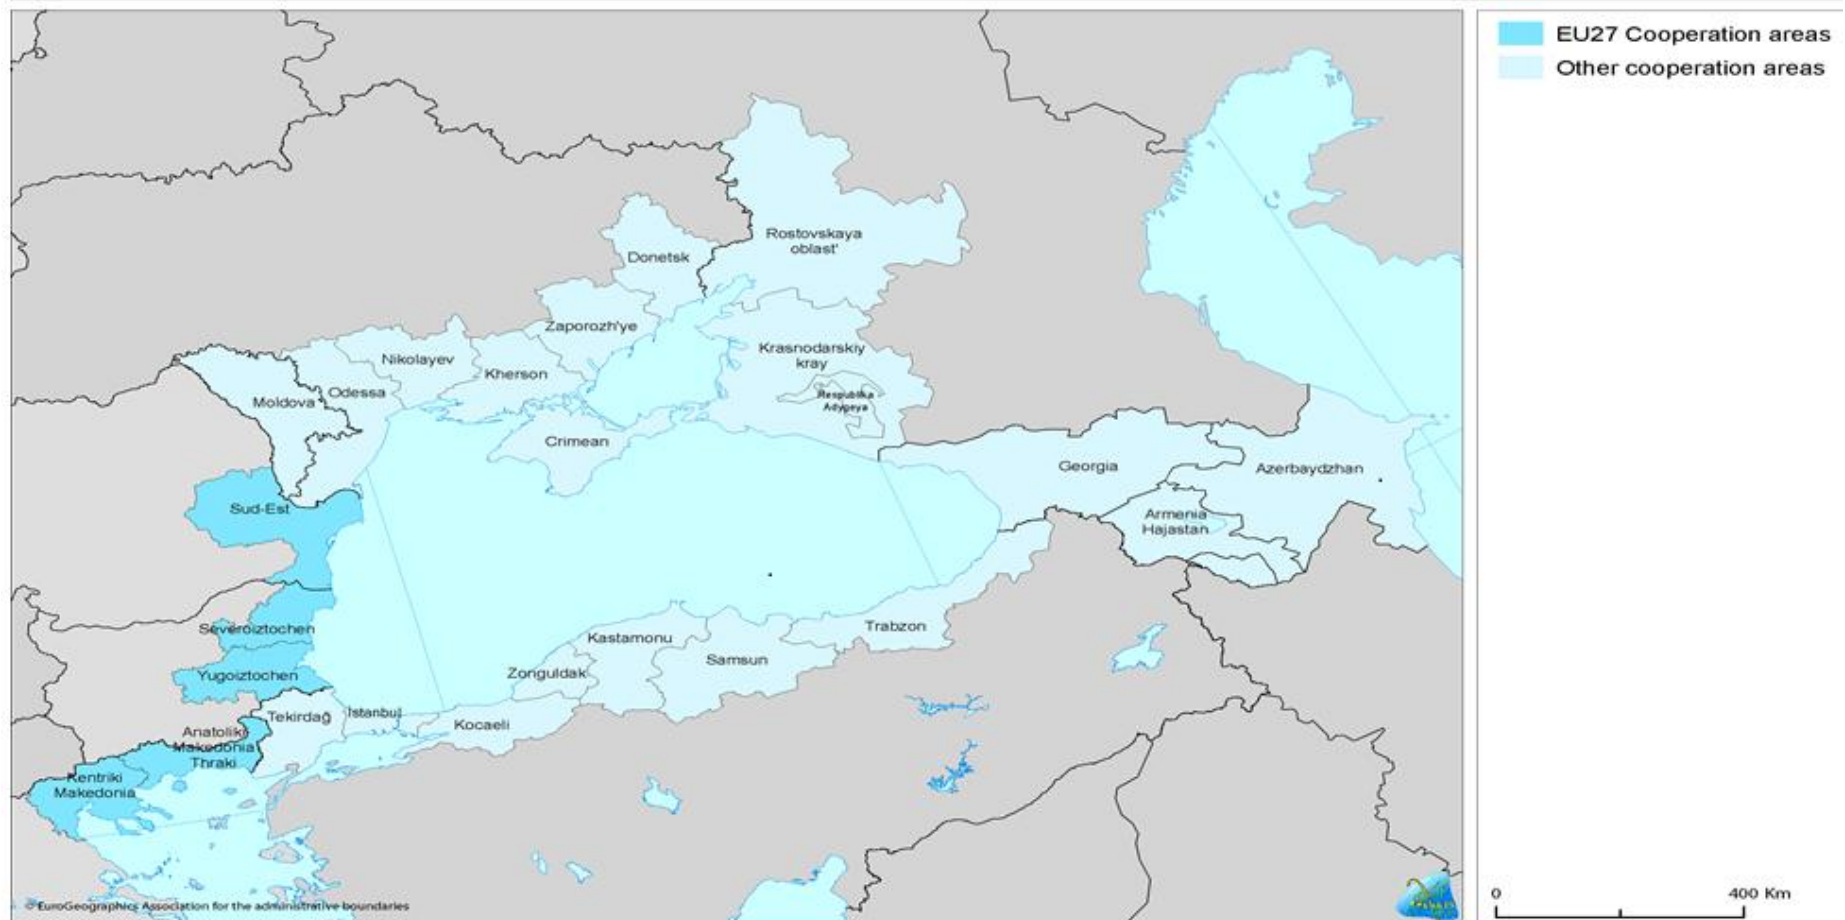 EU27 Cooperation areas
Other cooperation areas
Rostovskaya
oblast'
Donetsk
Zaporozh'ye
Nikolayev
Kherson
Krasnodarskiy
kray
Respublika
Adygeya
Odessa
Moldova
Crimean
Georgia
Azerbaydzhan
Armenia
Hajastan
Sud-Est
Severoiztochen
Yugoiztochen
Kastamonu
Trabzon
Samsun
Zonguldak
Tekirdağ
İstanbul
Kocaeli
Anatoliki
Makedonia
Thraki
Kentriki
Makedonia
© EuroGeographics Association for the administrative boundaries
0 400 Km